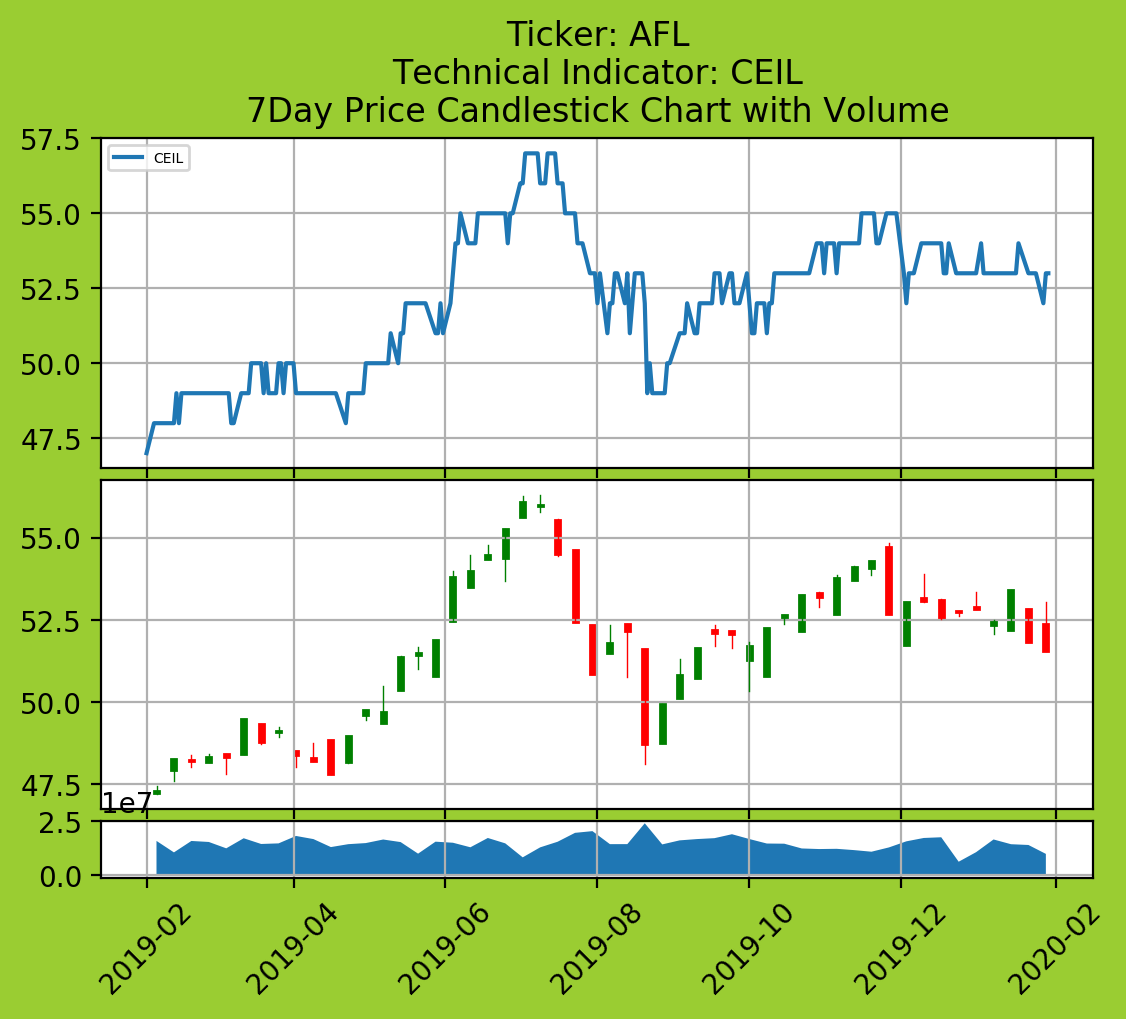 Ticker: AFL
Technical Indicator: CEIL
7Day Price Candlestick Chart with Volume
57.5
CEIL
55.0
52.5
50.0
47.5
55.0
52.5
50.0
47.5
1e7
2.5
0.0
2019-02 2019-04 2019-06 2019-08 2019-10 2019-12 2020-02